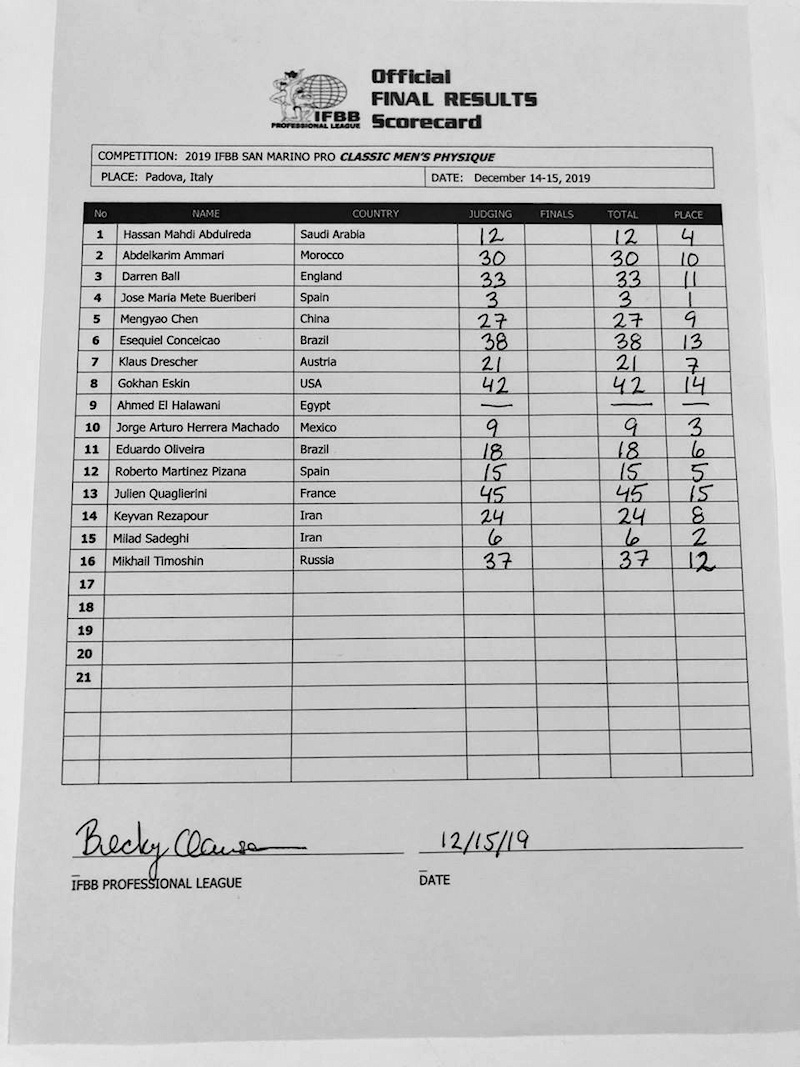 Official
FINAL RESULTS
Scorecard
IFBB
PROFESSIONAL LEAGUE
COMPETITION: 2019 IFBB SAN MARINO PRO CLASSIC MEN'S PHYSIQUE
PLACE: Padova, Italy DATE: December 14-15, 2019
No NAME COUNTRY JUDGING FINALS TOTAL PLACE
1 Hassan Mahdi Abdulreda Saudi Arabia 12 12 4
2 Abdelkarim Ammari Morocco 30 30 10
3 Darren Ball England 33 33 11
4 Jose Maria Mete Bueriberi Spain 3 3 1
5 Mengyao Chen China 27 27 9
6 Esequiel Conceicao Brazil 38 38 13
7 Klaus Drescher Austria 21 21 7
8 Gokhan Eskin USA 42 42 14
9 Ahmed El Halawani Egypt — — —
10 Jorge Arturo Herrera Machado Mexico 9 9 3
11 Eduardo Oliveira Brazil 18 18 6
12 Roberto Martinez Pizana Spain 15 15 5
13 Julien Quaglierini France 45 45 15
14 Keyvan Rezapour Iran 24 24 8
15 Milad Sadeghi Iran 6 6 2
16 Mikhail Timoshin Russia 37 37 12
17
18
19
20
21
Becky Clausen 12/15/19
IFBB PROFESSIONAL LEAGUE DATE